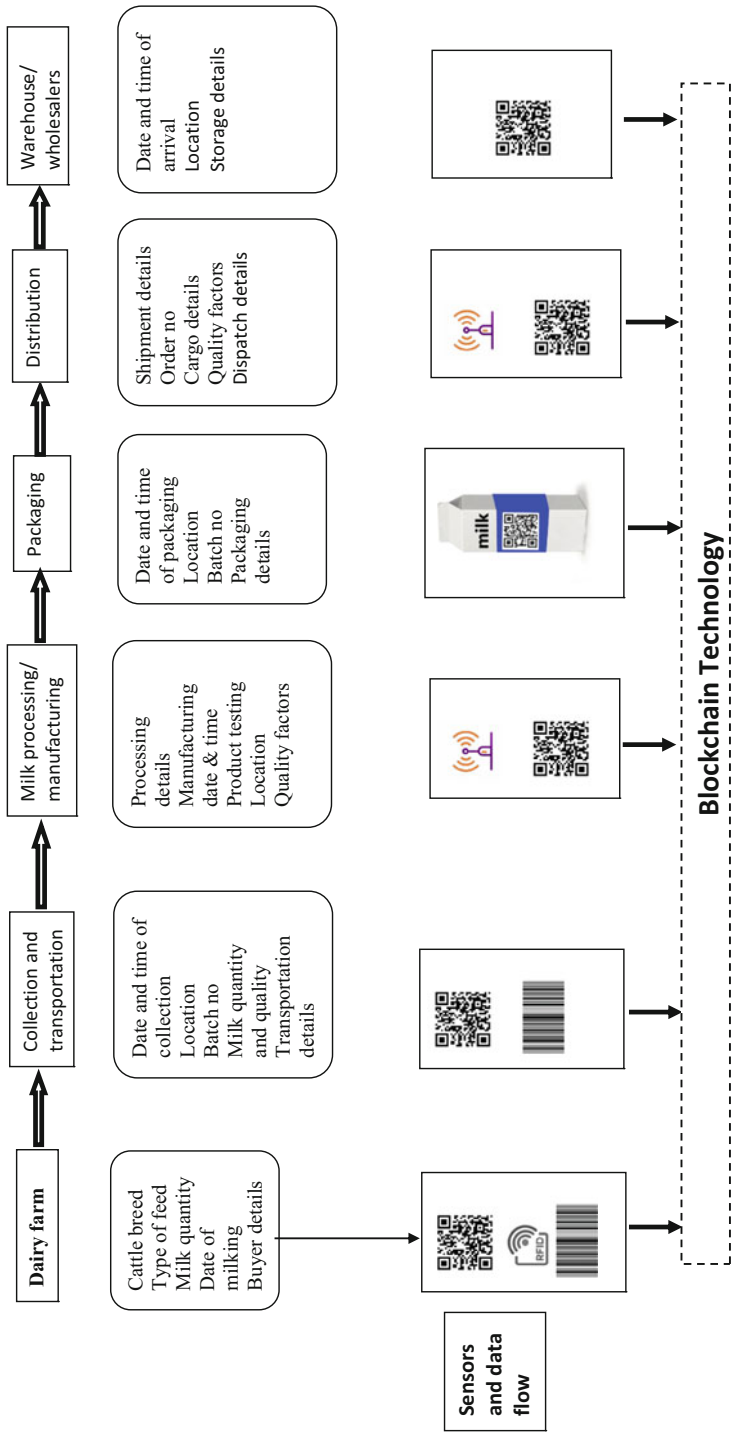 Dairy farm
Collection and
transportation
Milk processing/
manufacturing
Packaging
Distribution
Warehouse/
wholesalers
Cattle breed
Type of feed
Milk quantity
Date of
milking
Buyer details
Date and time of
collection
Location
Batch no
Milk quantity
and quality
Transportation
details
Processing
details
Manufacturing
date & time
Product testing
Location
Quality factors
Date and time
of packaging
Location
Batch no
Packaging
details
Shipment details
Order no
Cargo details
Quality factors
Dispatch details
Date and time of
arrival
Location
Storage details
Sensors
and data
flow
RFID
milk
Blockchain Technology